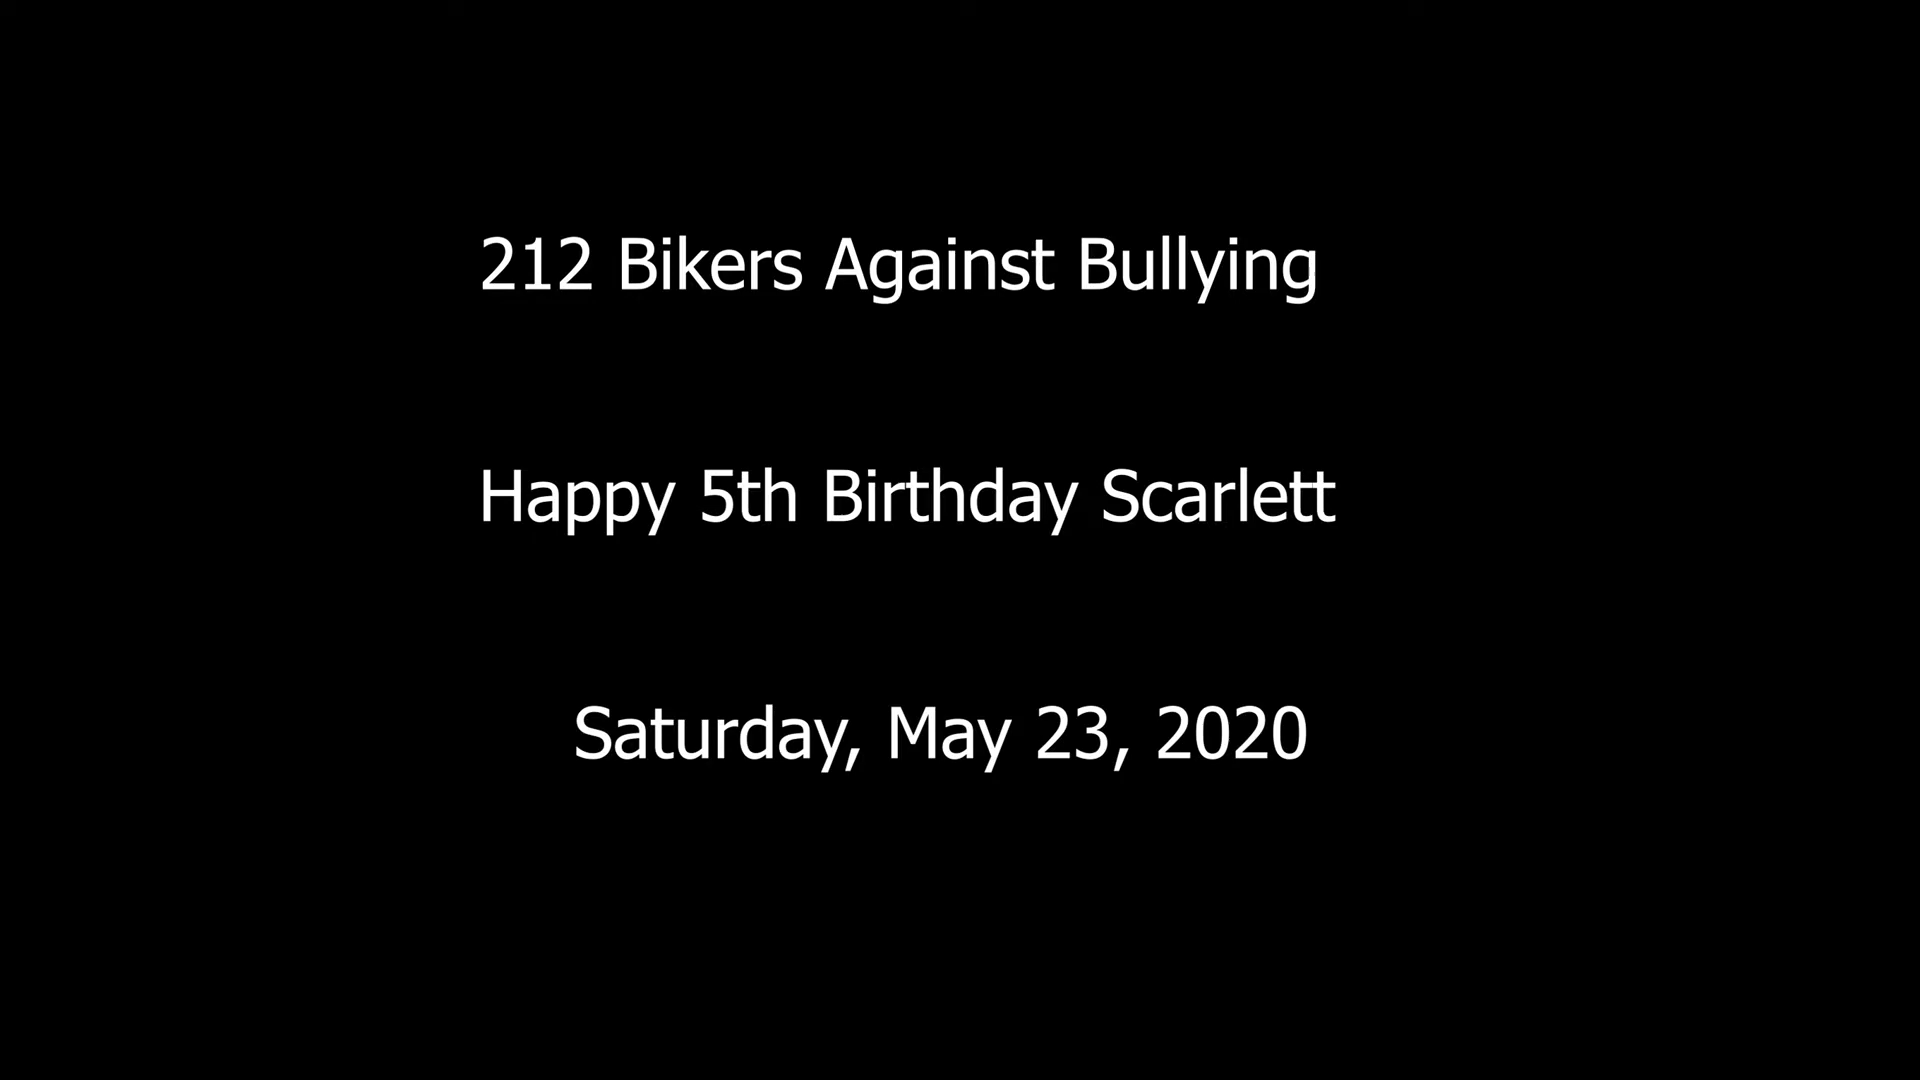 212 Bikers Against Bullying
Happy 5th Birthday Scarlett
Saturday, May 23, 2020